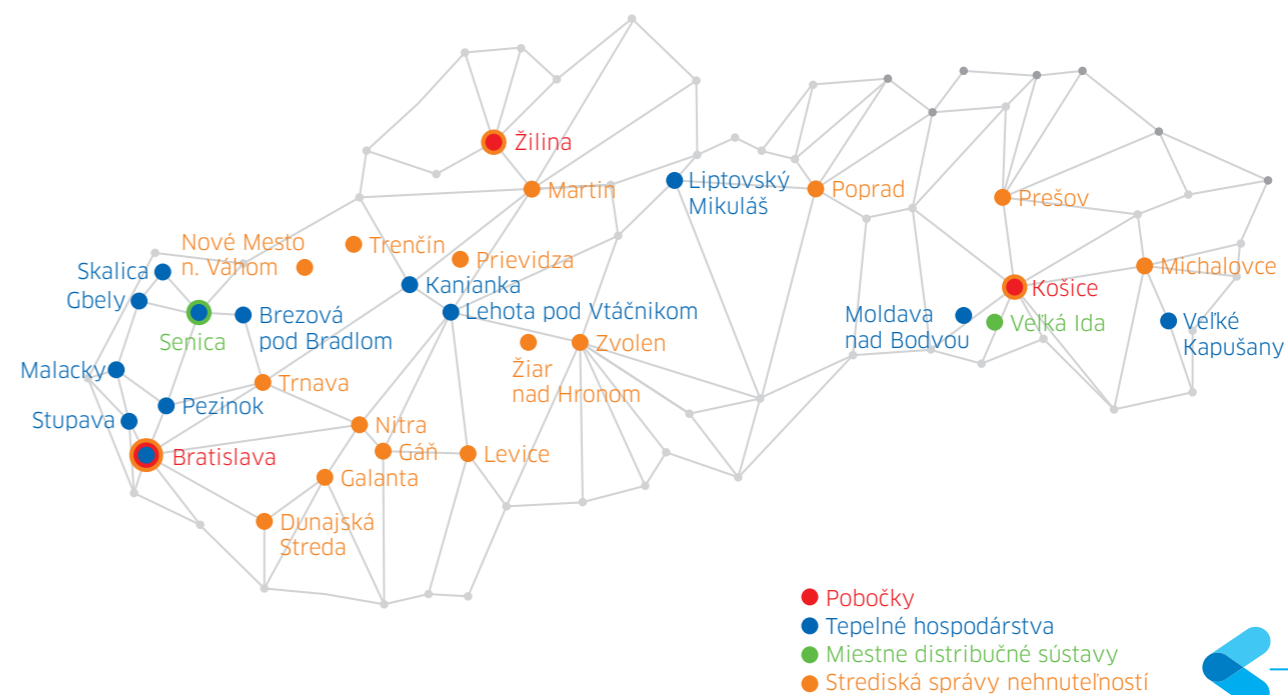 Žilina
Martin
Liptovský
Mikuláš
Poprad
Prešov
Nové Mesto
n. Váhom
Trenčín
Prievidza
Skalica
Gbely
Kanianka
Michalovce
Košice
Senica
Brezová
pod Bradlom
Lehota pod Vtáčnikom
Moldava
nad Bodvou
Veľká Ida
Veľké
Kapušany
Zvolen
Žiar
nad Hronom
Malacky
Trnava
Pezinok
Stupava
Nitra
Bratislava
Gáň
Levice
Galanta
Dunajská
Streda
Pobočky
Tepelné hospodárstva
Miestne distribučné sústavy
Strediská správy nehnuteľností